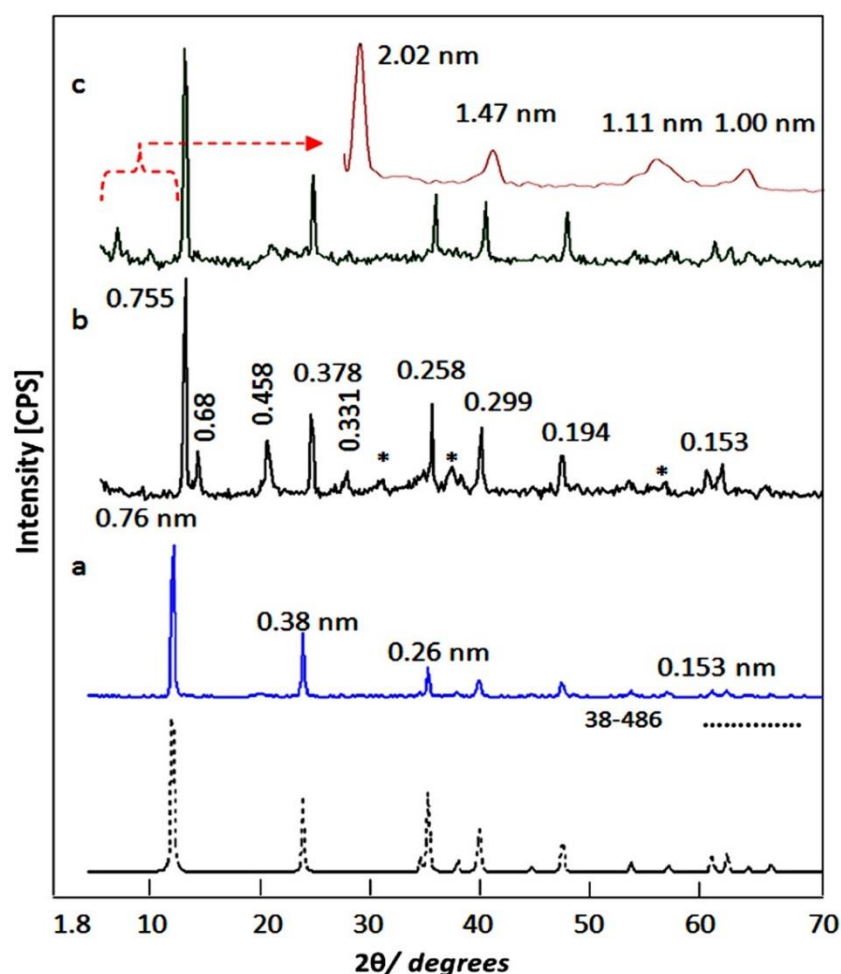 c
2.02 nm
1.47 nm
1.11 nm 1.00 nm
b
0.755
0.68
0.458
0.378
0.331
*
0.258
*
0.299
0.194
*
0.153
a
0.76 nm
0.38 nm
0.26 nm
0.153 nm
38-486
Intensity [CPS]
1.8 10 20 30 40 50 60 70
2θ/ degrees